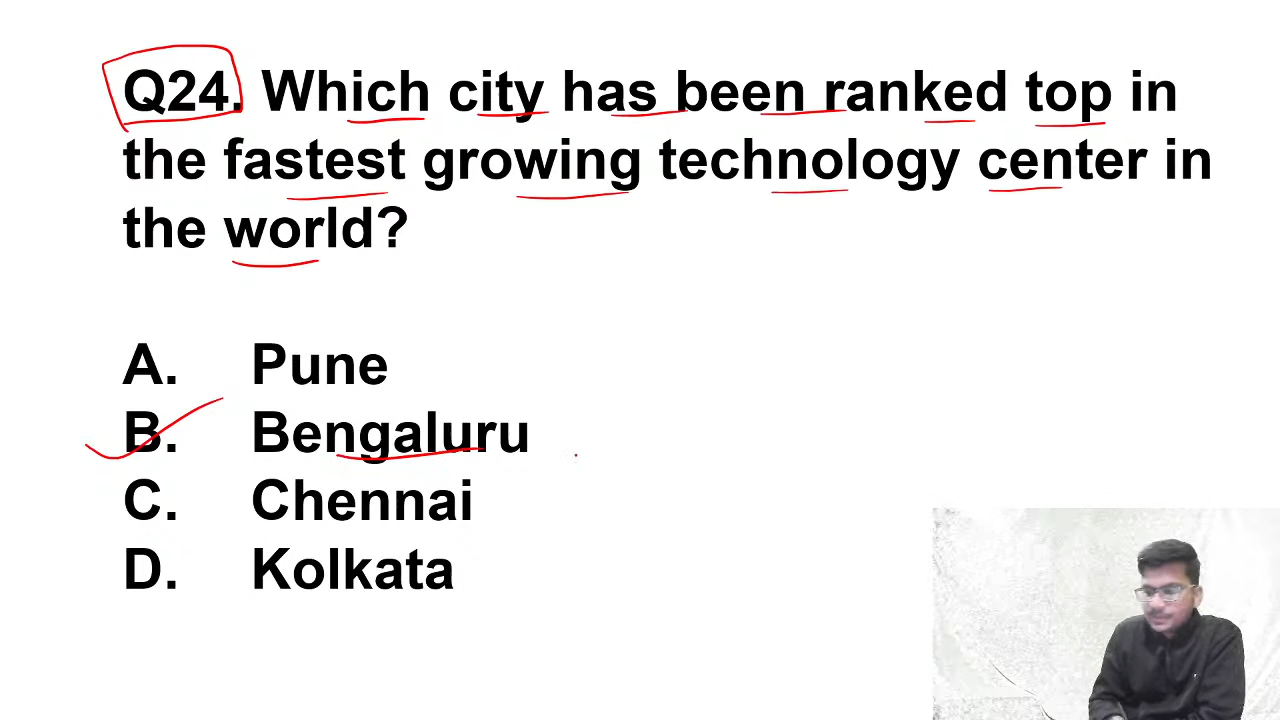 Q24. Which city has been ranked top in
the fastest growing technology center in
the world?
A. Pune
B. Bengaluru
C. Chennai
D. Kolkata